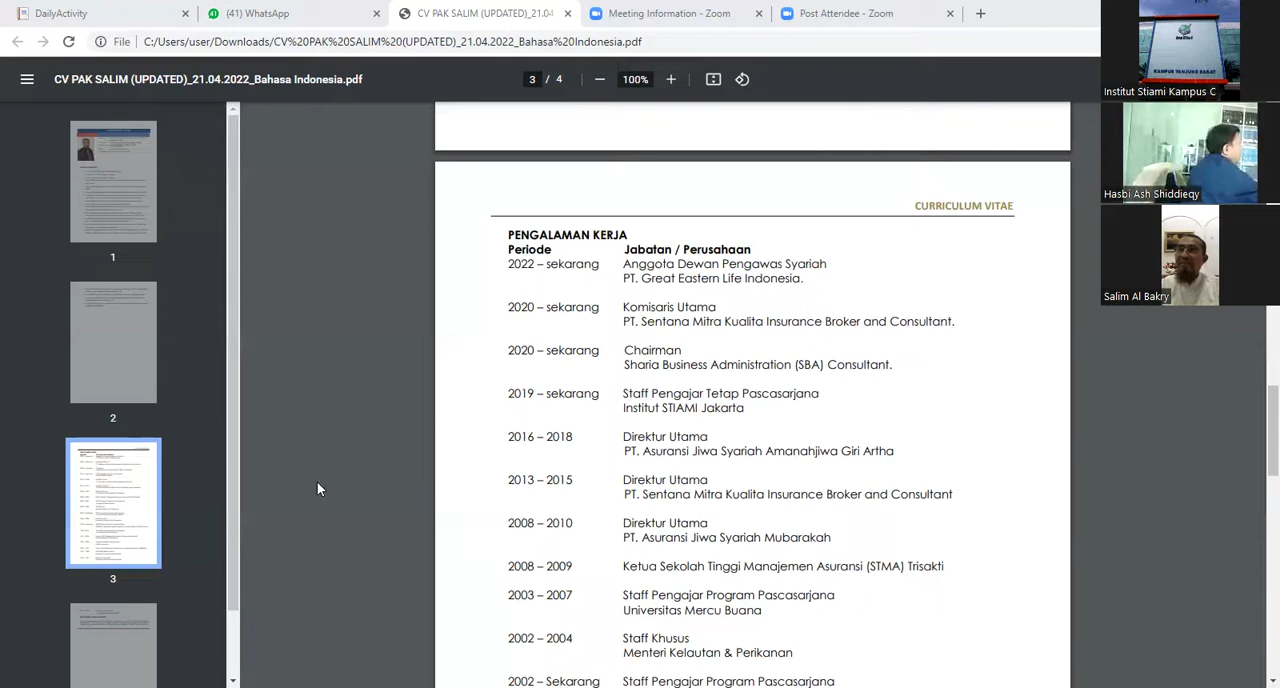 DailyActivity
(41) WhatsApp
CV PAK SALIM (UPDATED)_21.04
Meeting Information - Zoom
Post Attendee - Zoom
File
C:/Users/user/Downloads/CV%20PAK%20SALIM%20(UPDATED)_21.04.2022_Bahasa%20Indonesia.pdf
CV PAK SALIM (UPDATED)_21.04.2022_Bahasa Indonesia.pdf
3 / 4
100%
KAMPUS TANJUNG BARAT
Institut Stiami Kampus C
Hasbi Ash Shiddieqy
Salim Al Bakry
1
2
3
CURRICULUM VITAE
PENGALAMAN KERJA
Periode Jabatan / Perusahaan
2022 – sekarang Anggota Dewan Pengawas Syariah
PT. Great Eastern Life Indonesia.
2020 – sekarang Komisaris Utama
PT. Sentana Mitra Kualita Insurance Broker and Consultant.
2020 – sekarang Chairman
Sharia Business Administration (SBA) Consultant.
2019 – sekarang Staff Pengajar Tetap Pascasarjana
Institut STIAMI Jakarta
2016 – 2018 Direktur Utama
PT. Asuransi Jiwa Syariah Amanahjiwa Giri Artha
2013 – 2015 Direktur Utama
PT. Sentana Mitra Kualita Insurance Broker and Consultant
2008 – 2010 Direktur Utama
PT. Asuransi Jiwa Syariah Mubarakah
2008 – 2009 Ketua Sekolah Tinggi Manajemen Asuransi (STMA) Trisakti
2003 – 2007 Staff Pengajar Program Pascasarjana
Universitas Mercu Buana
2002 – 2004 Staff Khusus
Menteri Kelautan & Perikanan
2002 – Sekarang Staff Pengajar Program Pascasarjana